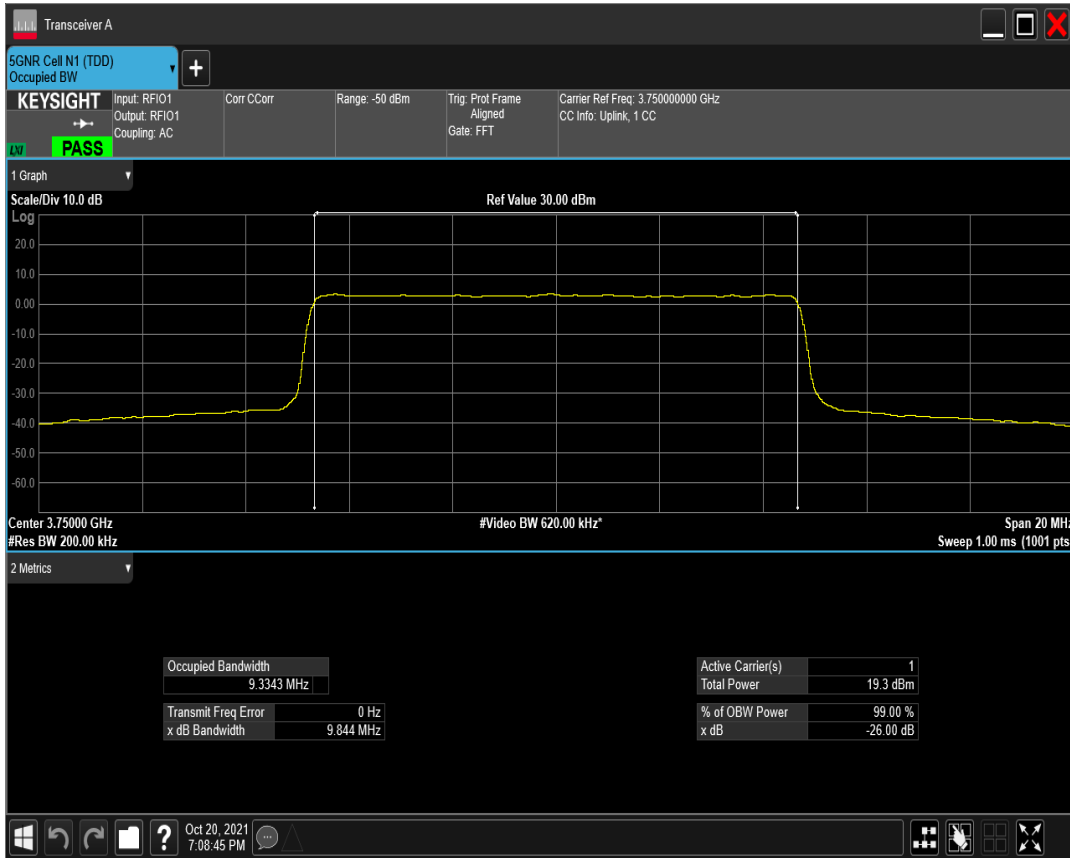 Transceiver A
5GNR Cell N1 (TDD)
Occupied BW
+
KEYSIGHT
LXI
PASS
Input: RFIO1
Output: RFIO1
Coupling: AC
Corr CCorr
Range: -50 dBm
Trig: Prot Frame
Aligned
Gate: FFT
Carrier Ref Freq: 3.750000000 GHz
CC Info: Uplink, 1 CC
1 Graph
Scale/Div 10.0 dB
Ref Value 30.00 dBm
Log
20.0
10.0
0.00
-10.0
-20.0
-30.0
-40.0
-50.0
-60.0
Center 3.75000 GHz
#Video BW 620.00 kHz*
Span 20 MHz
#Res BW 200.00 kHz
Sweep 1.00 ms (1001 pts
2 Metrics
Occupied Bandwidth
9.3343 MHz
Transmit Freq Error 0 Hz
x dB Bandwidth 9.844 MHz
Active Carrier(s) 1
Total Power 19.3 dBm
% of OBW Power 99.00 %
x dB -26.00 dB
?
Oct 20, 2021
7:08:45 PM